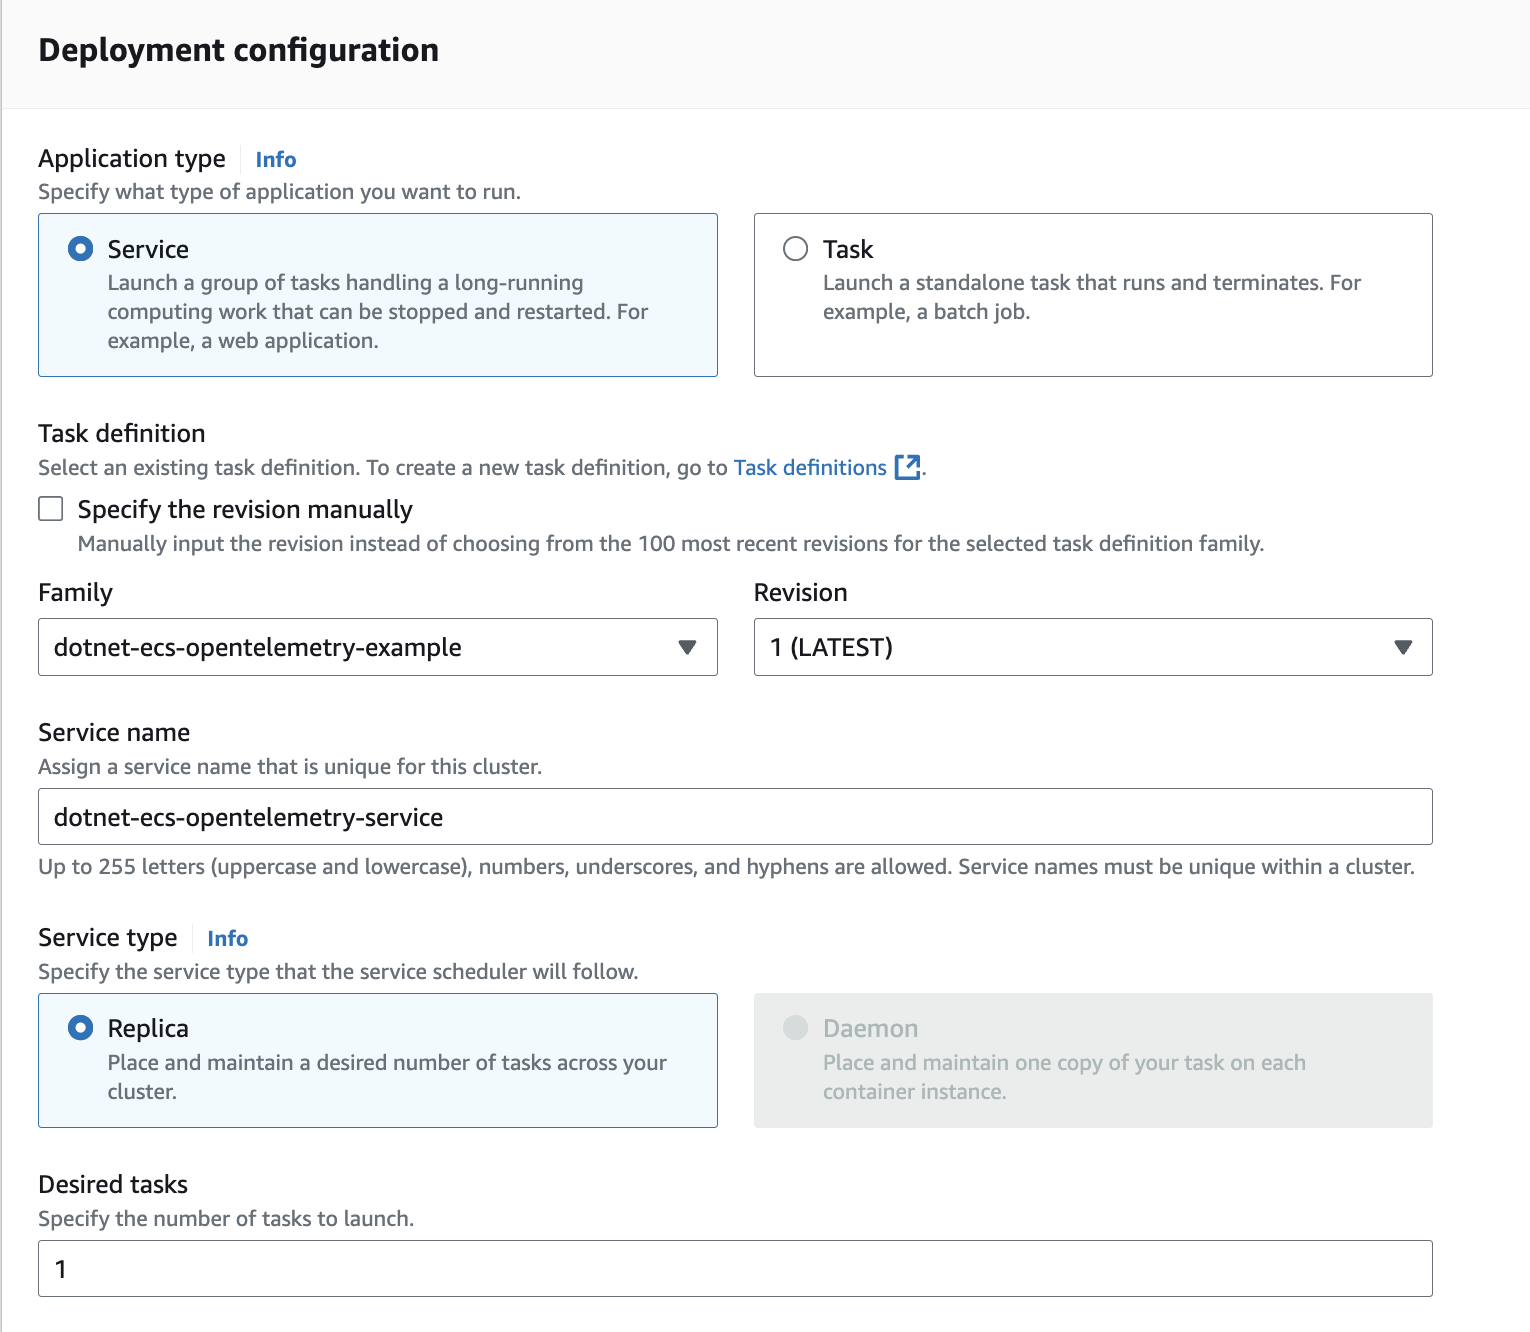 Deployment configuration
Application type Info
Specify what type of application you want to run.
Service
Launch a group of tasks handling a long-running
computing work that can be stopped and restarted. For
example, a web application.
Task
Launch a standalone task that runs and terminates. For
example, a batch job.
Task definition
Select an existing task definition. To create a new task definition, go to Task definitions .
Specify the revision manually
Manually input the revision instead of choosing from the 100 most recent revisions for the selected task definition family.
Family
dotnet-ecs-opentelemetry-example
Revision
1 (LATEST)
Service name
Assign a service name that is unique for this cluster.
dotnet-ecs-opentelemetry-service
Up to 255 letters (uppercase and lowercase), numbers, underscores, and hyphens are allowed. Service names must be unique within a cluster.
Service type Info
Specify the service type that the service scheduler will follow.
Replica
Place and maintain a desired number of tasks across your
cluster.
Daemon
Place and maintain one copy of your task on each
container instance.
Desired tasks
Specify the number of tasks to launch.
1